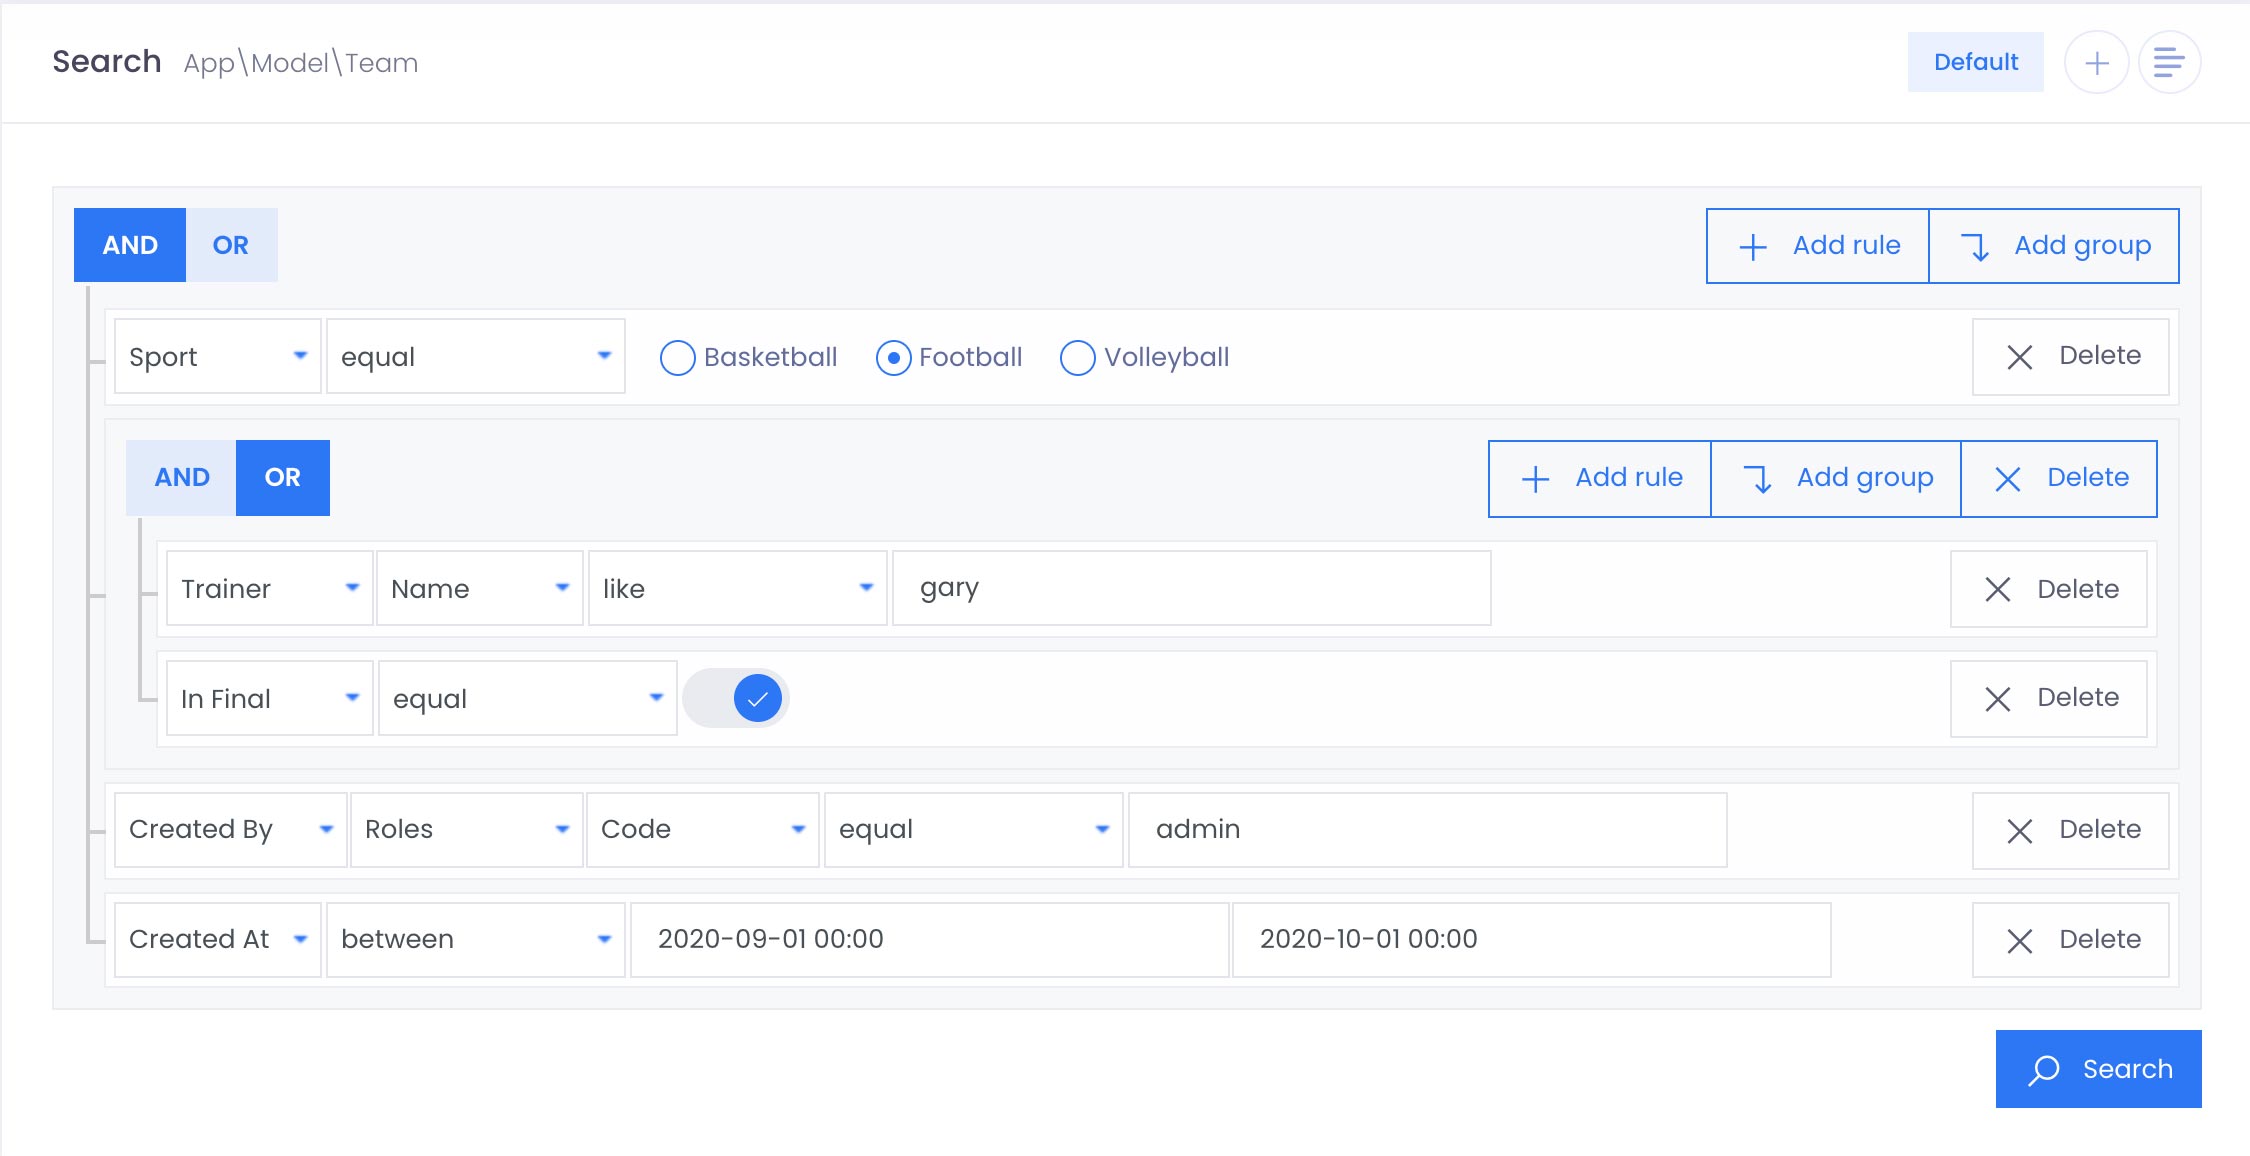 Search App\Model\Team Default
AND OR Add rule Add group
Sport equal Basketball Football Volleyball Delete
AND OR Add rule Add group Delete
Trainer Name like gary Delete
In Final equal Delete
Created By Roles Code equal admin Delete
Created At between 2020-09-01 00:00 2020-10-01 00:00 Delete
Search